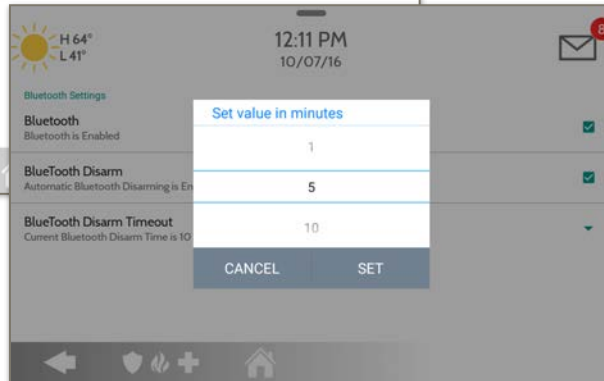 H 64°
L 41°
12:11 PM
10/07/16
8
Bluetooth Settings
Bluetooth
Bluetooth is Enabled
BlueTooth Disarm
Automatic Bluetooth Disarming is En
BlueTooth Disarm Timeout
Current Bluetooth Disarm Time is 10
Set value in minutes
1
5
10
CANCEL SET